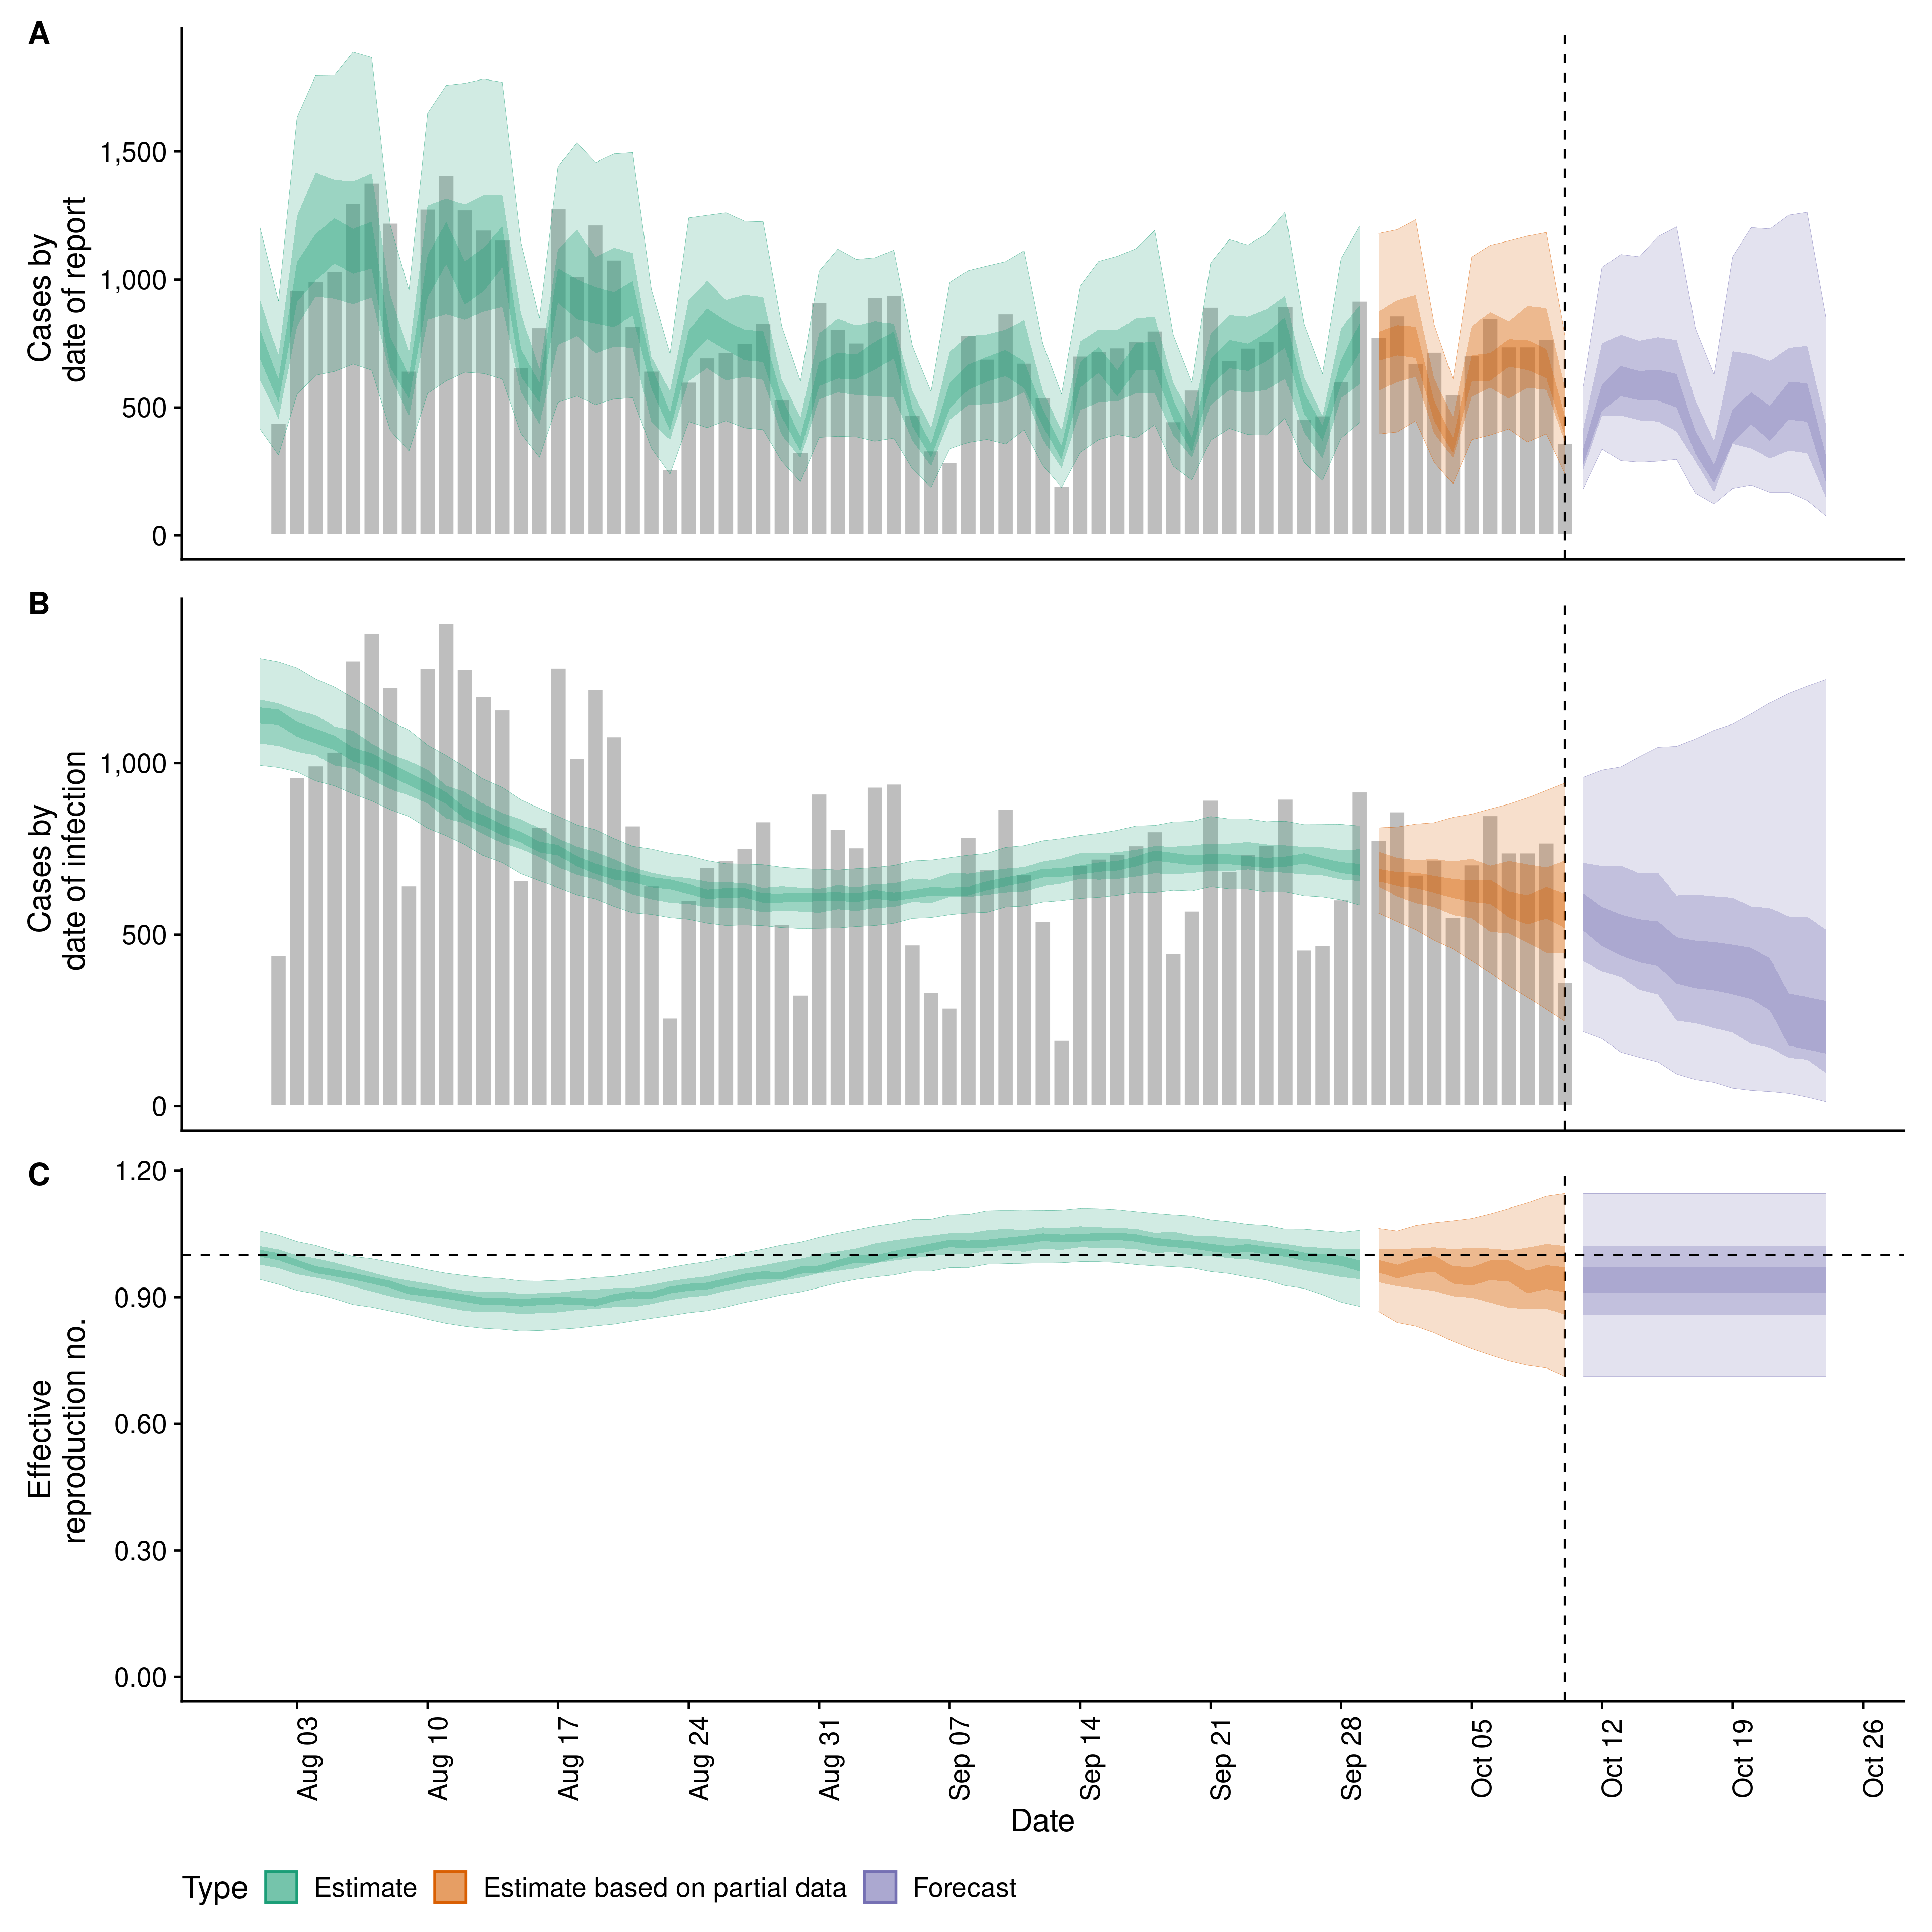 A
Cases by
date of report
1,500
1,000
500
0
B
Cases by
date of infection
1,000
500
0
C
Effective
reproduction no.
1.20
0.90
0.60
0.30
0.00
Aug 03
Aug 10
Aug 17
Aug 24
Aug 31
Sep 07
Sep 14
Sep 21
Sep 28
Oct 05
Oct 12
Oct 19
Oct 26
Date
Type Estimate Estimate based on partial data Forecast